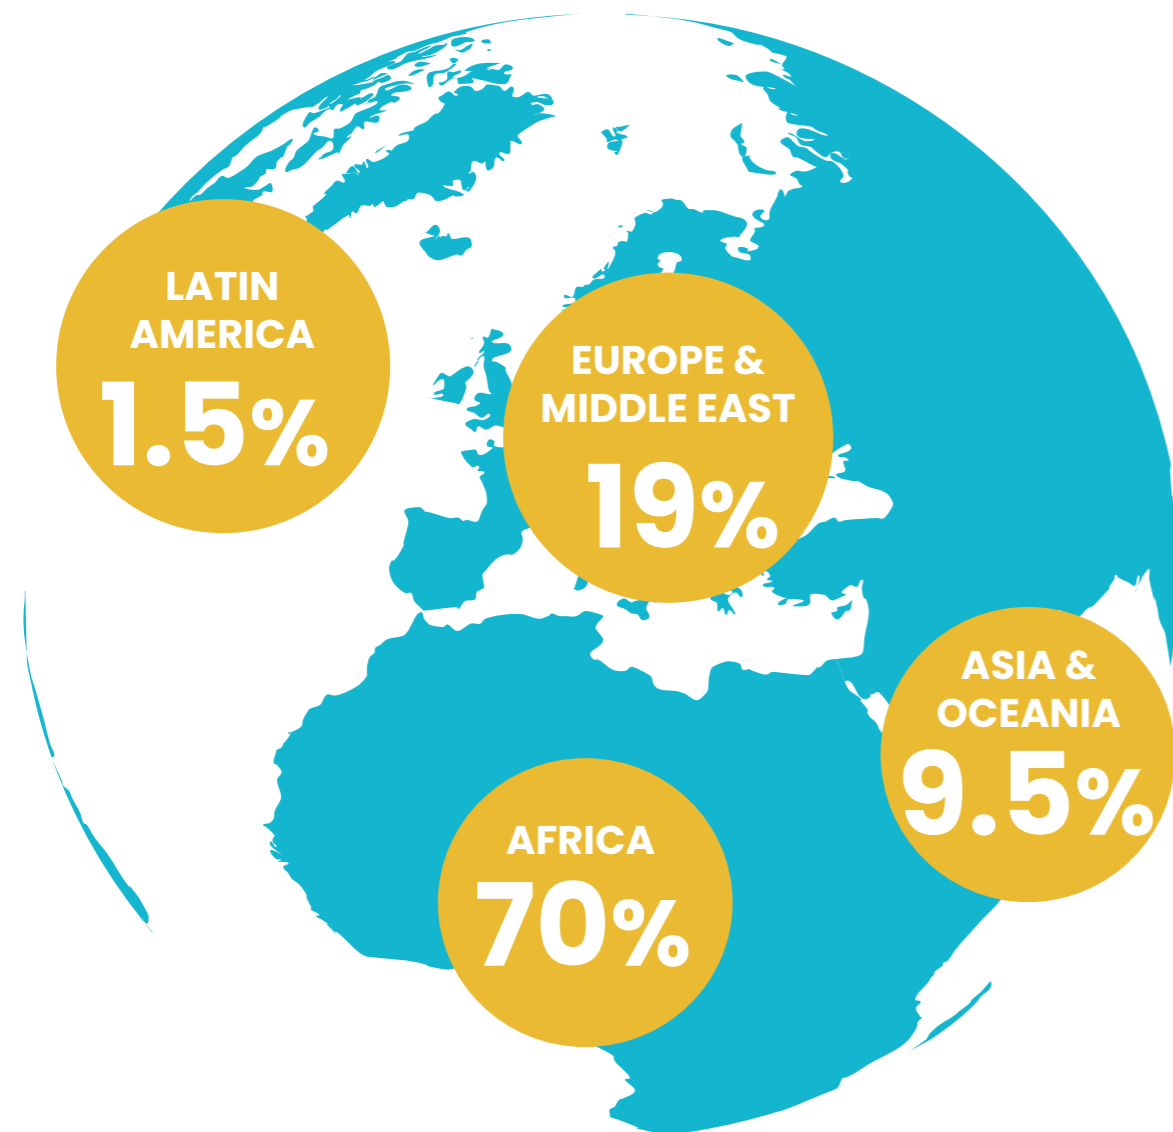 LATIN
AMERICA
1.5%
EUROPE &
MIDDLE EAST
19%
ASIA &
OCEANIA
9.5%
AFRICA
70%